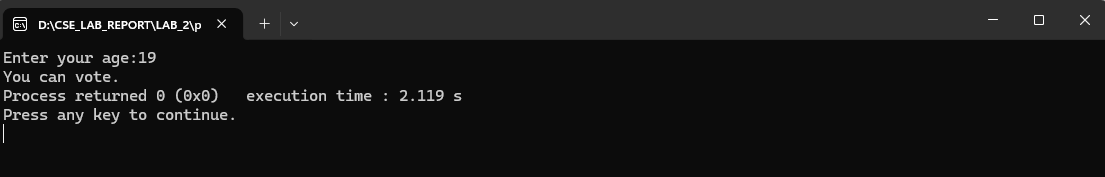 D:\CSE_LAB_REPORT\LAB_2\p
Enter your age:19
You can vote.
Process returned 0 (0x0)   execution time : 2.119 s
Press any key to continue.